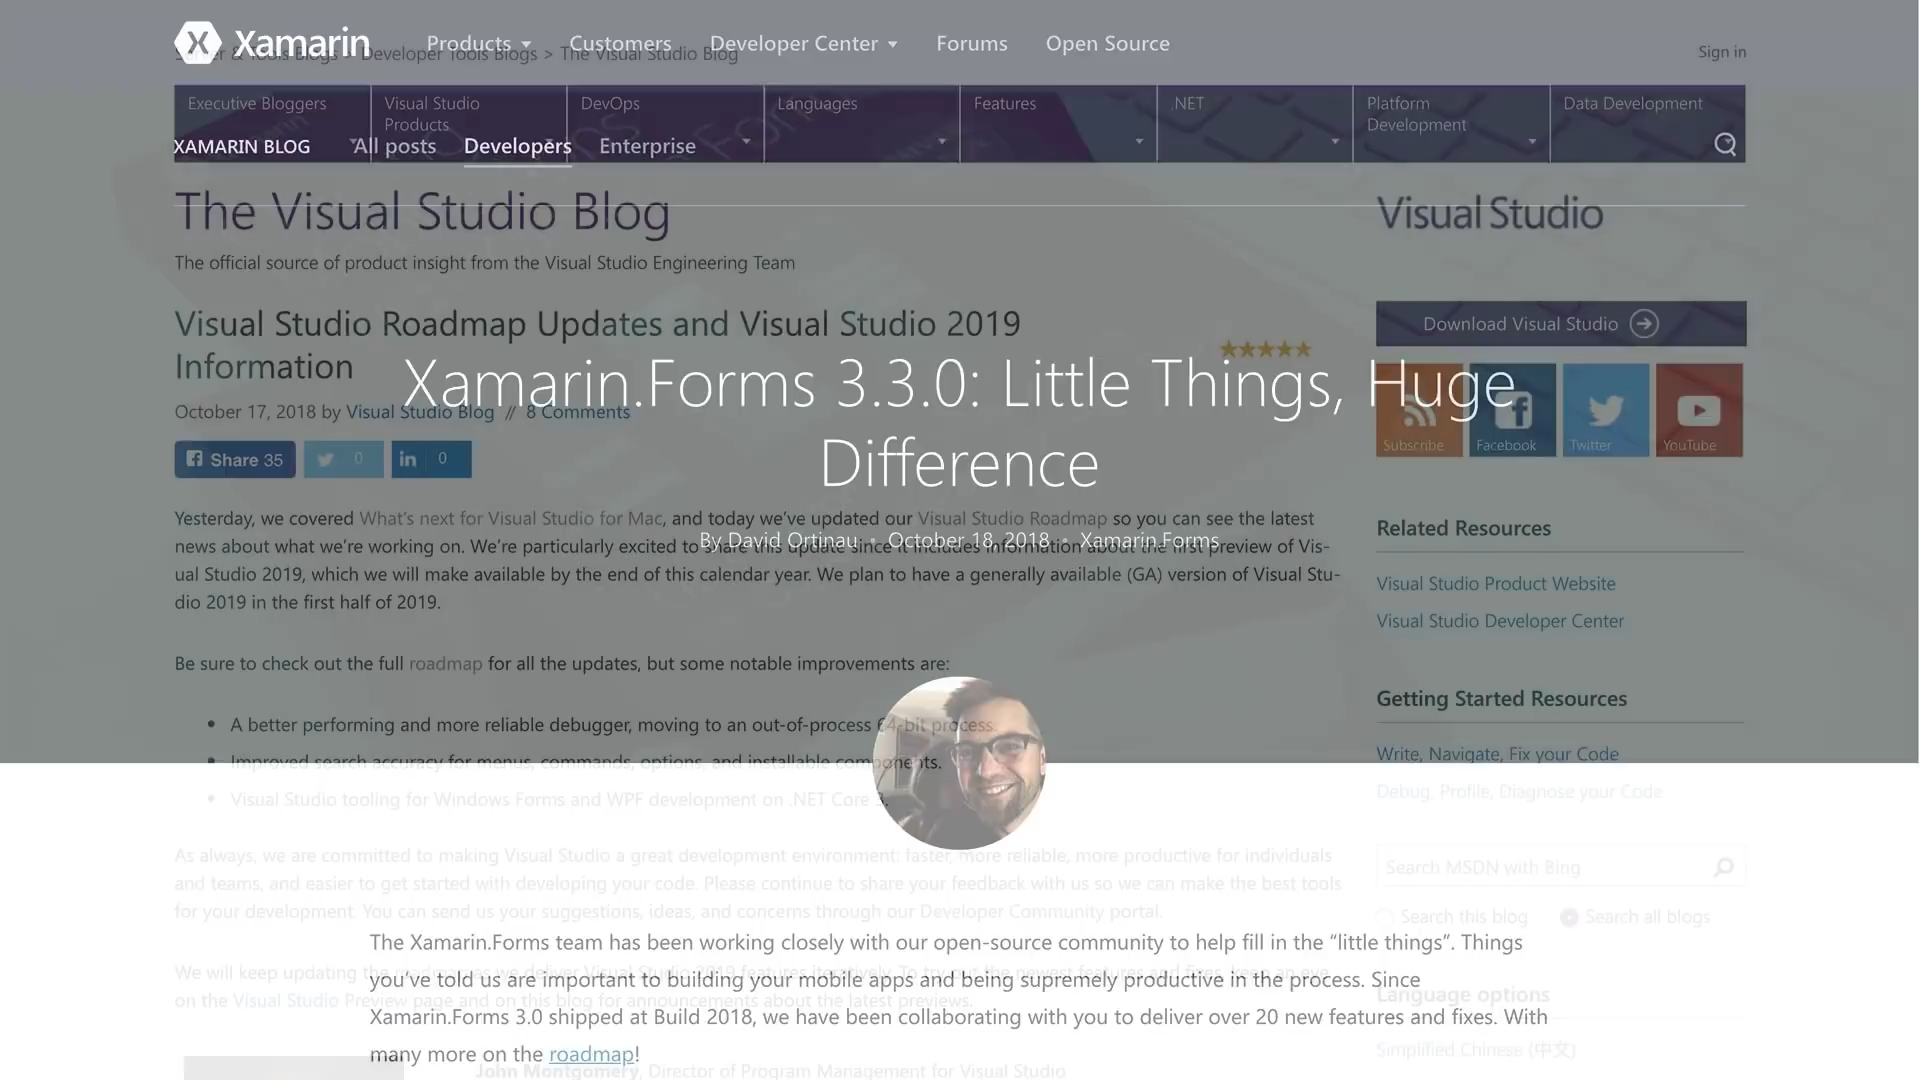 Xamarin
Products
Customers
Developer Center
Forums
Open Source
Server & Tools Blogs > Developer Tools Blogs > The Visual Studio Blog
Sign in
Executive Bloggers
Visual Studio
Products
DevOps
Languages
Features
.NET
Platform
Development
Data Development
XAMARIN BLOG
All posts
Developers
Enterprise
The Visual Studio Blog
Visual Studio
The official source of product insight from the Visual Studio Engineering Team
Visual Studio Roadmap Updates and Visual Studio 2019
Information
October 17, 2018 by Visual Studio Blog // 8 Comments
Share 35
0
0
Download Visual Studio
Subscribe
Facebook
Twitter
YouTube
Xamarin.Forms 3.3.0: Little Things, Huge
Difference
By David Ortinau • October 18, 2018 • Xamarin.Forms
Yesterday, we covered What's next for Visual Studio for Mac, and today we've updated our Visual Studio Roadmap so you can see the latest
news about what we're working on. We're particularly excited to share this update since it includes information about the first preview of Vis-
ual Studio 2019, which we will make available by the end of this calendar year. We plan to have a generally available (GA) version of Visual Stu-
dio 2019 in the first half of 2019.
Be sure to check out the full roadmap for all the updates, but some notable improvements are:
• A better performing and more reliable debugger, moving to an out-of-process 64-bit process.
• Improved search accuracy for menus, commands, options, and installable components.
• Visual Studio tooling for Windows Forms and WPF development on .NET Core 3.
As always, we are committed to making Visual Studio a great development environment: faster, more reliable, more productive for individuals
and teams, and easier to get started with developing your code. Please continue to share your feedback with us so we can make the best tools
for your development. You can send us your suggestions, ideas, and concerns through our Developer Community portal.
We will keep updating the roadmap as we deliver Visual Studio 2019 features iteratively. To try out the newest features and fixes, keep an eye
on the Visual Studio Preview page and on this blog for announcements about the latest previews.
John Montgomery, Director of Program Management for Visual Studio
Related Resources
Visual Studio Product Website
Visual Studio Developer Center
Getting Started Resources
Write, Navigate, Fix your Code
Debug, Profile, Diagnose your Code
Search MSDN with Bing
Search this blog
Search all blogs
Language options
Simplified Chinese (中文)
The Xamarin.Forms team has been working closely with our open-source community to help fill in the “little things”. Things
you’ve told us are important to building your mobile apps and being supremely productive in the process. Since
Xamarin.Forms 3.0 shipped at Build 2018, we have been collaborating with you to deliver over 20 new features and fixes. With
many more on the roadmap!